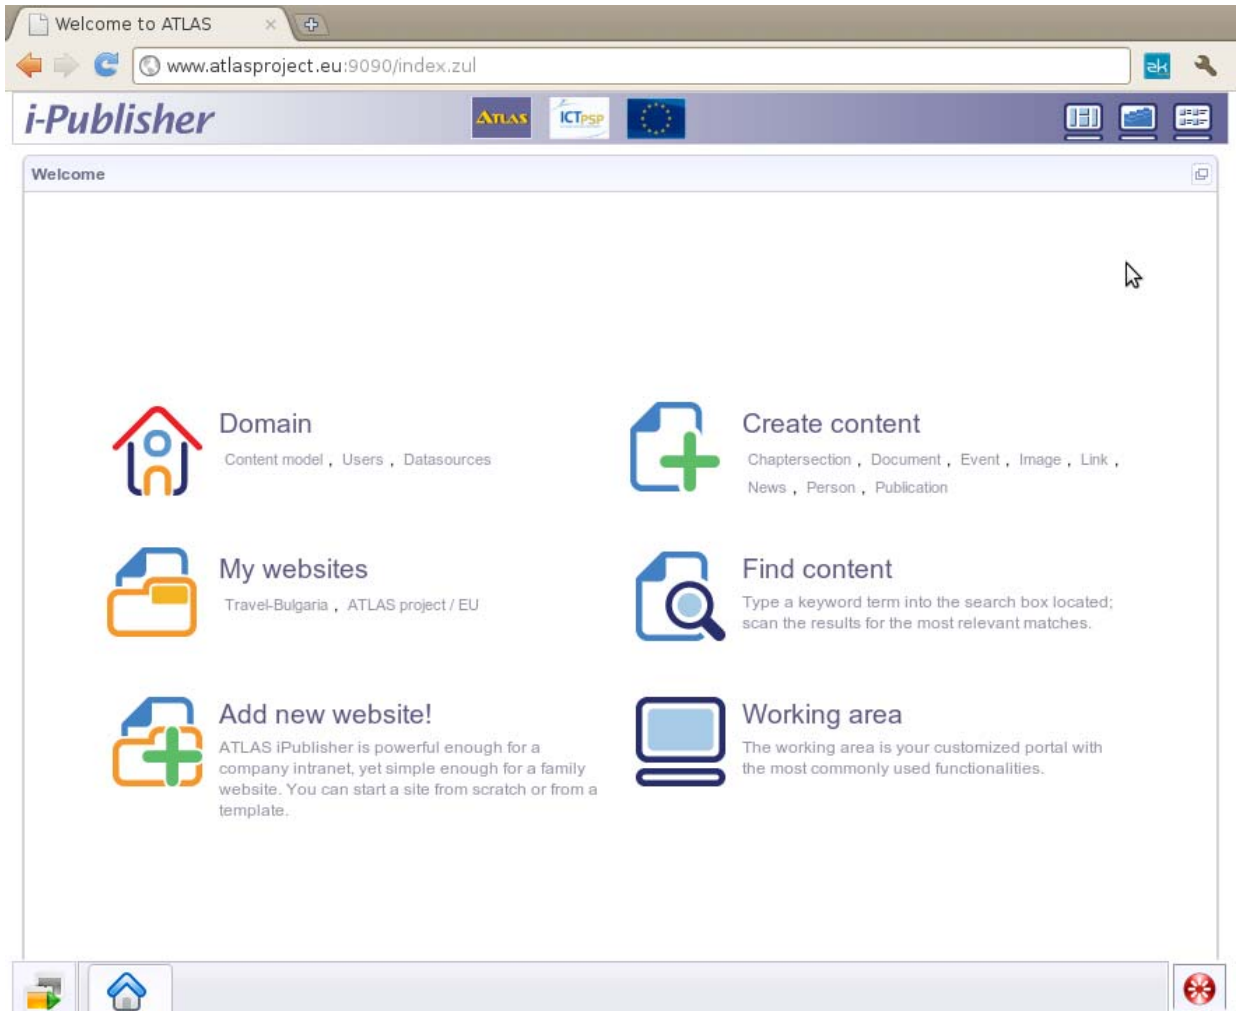 Welcome to ATLAS
www.atlasproject.eu:9090/index.zul
zk
i-Publisher
ATLAS
ICTPSP
Welcome
Domain
Content model , Users , Datasources
Create content
Chaptersection , Document , Event , Image , Link ,
News , Person , Publication
My websites
Travel-Bulgaria , ATLAS project / EU
Find content
Type a keyword term into the search box located;
scan the results for the most relevant matches.
Add new website!
ATLAS iPublisher is powerful enough for a
company intranet, yet simple enough for a family
website. You can start a site from scratch or from a
template.
Working area
The working area is your customized portal with
the most commonly used functionalities.